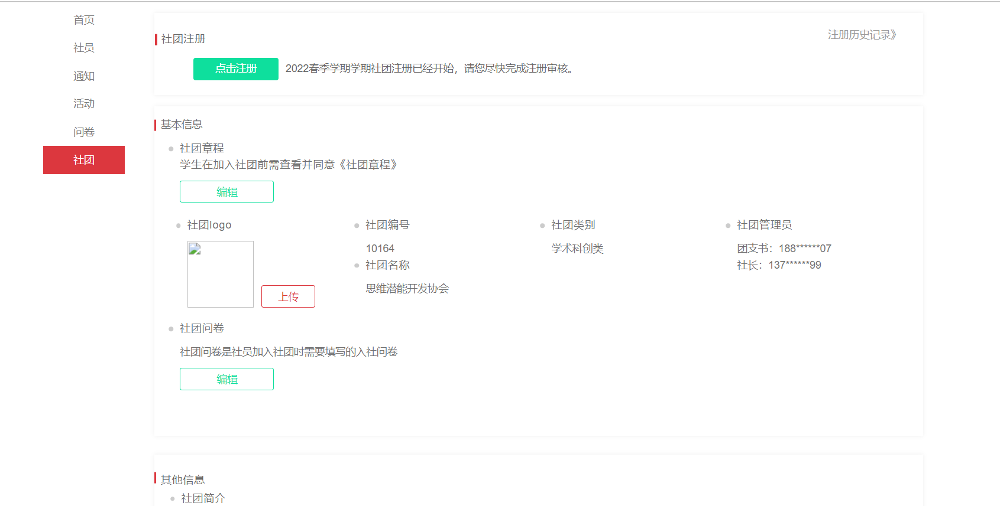 首页
社员
通知
活动
问卷
社团
社团注册
注册历史记录》
点击注册
2022春季学期学期社团注册已经开始，请您尽快完成注册审核。
基本信息
社团章程
学生在加入社团前需查看并同意《社团章程》
编辑
社团logo
上传
社团编号
10164
社团名称
思维潜能开发协会
社团类别
学术科创类
社团管理员
团支书：188******07
社长：137******99
社团问卷
社团问卷是社员加入社团时需要填写的入社问卷
编辑
其他信息
社团简介